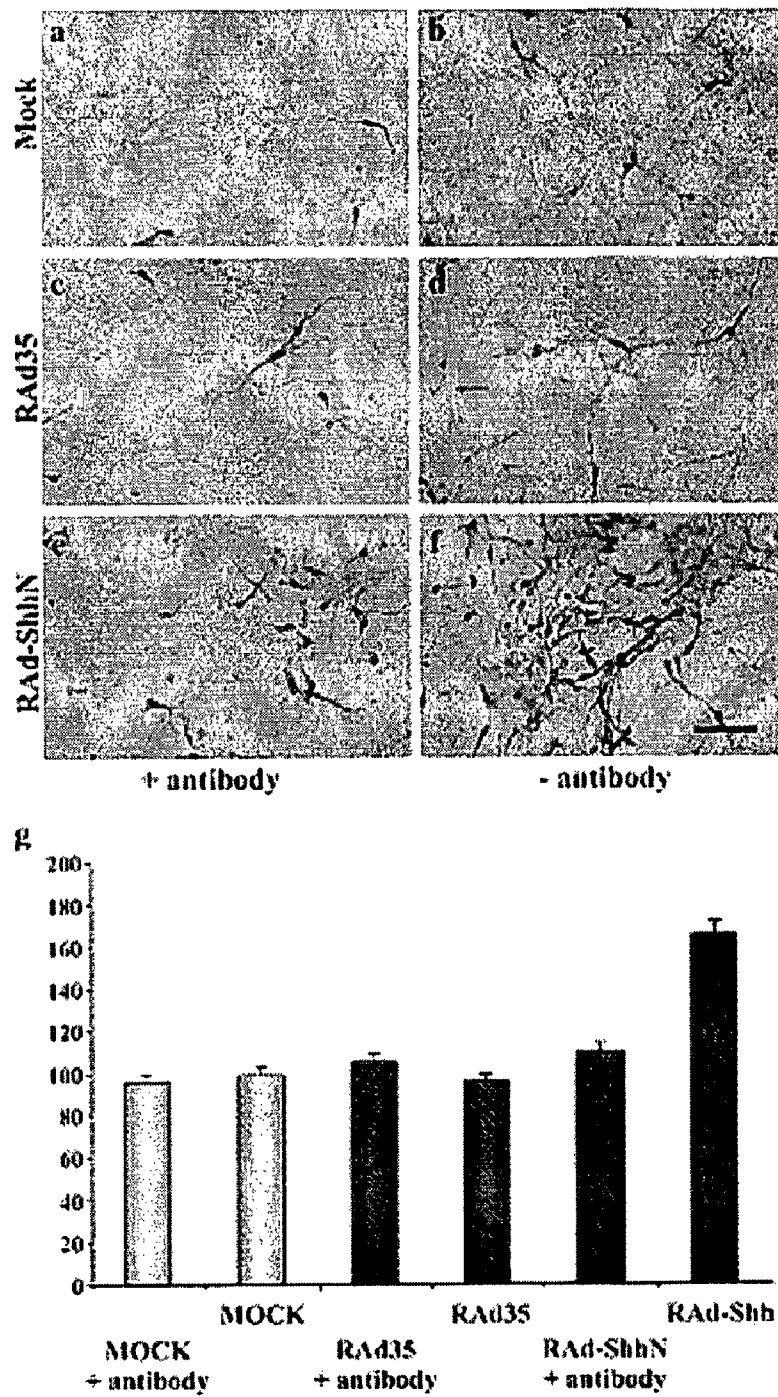 a
b
Mock
c
d
RAd35
e
f
RAd-ShhN
+ antibody
- antibody
g
200
180
160
140
120
100
80
60
40
20
0
MOCK
RAd35
RAd-Shh
MOCK
+ antibody
RAd35
+ antibody
RAd-ShhN
+ antibody